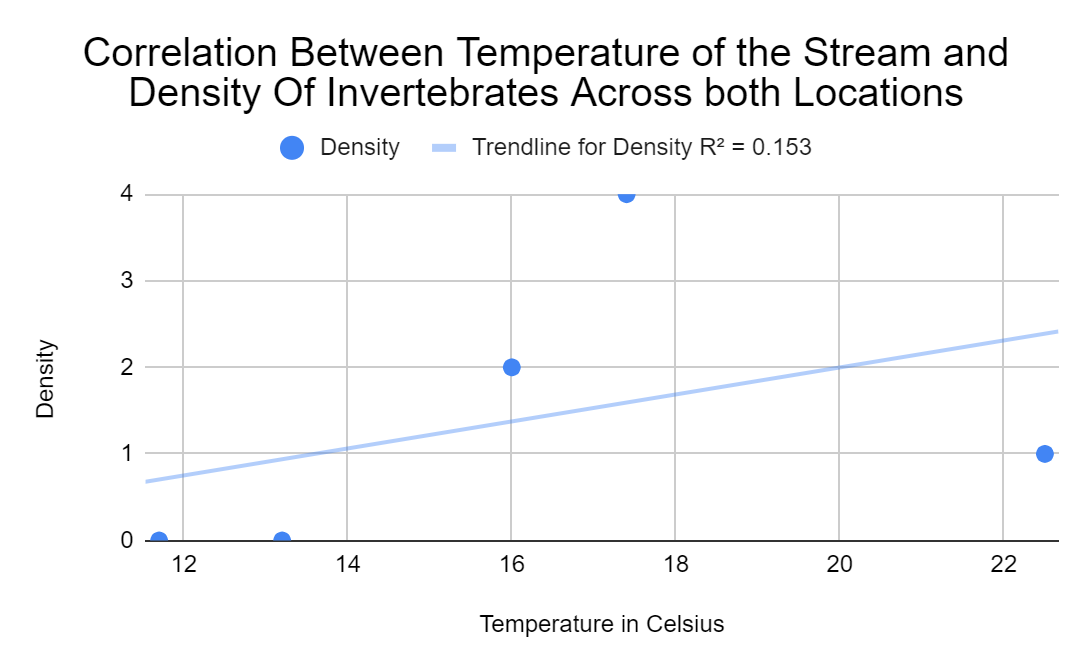 Correlation Between Temperature of the Stream and
Density Of Invertebrates Across both Locations
Density
Trendline for Density R² = 0.153
4
3
2
1
0
Density
12
14
16
18
20
22
Temperature in Celsius